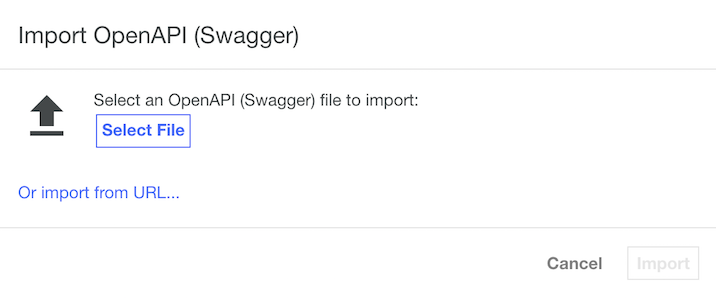 Import OpenAPI (Swagger)
Select an OpenAPI (Swagger) file to import:
Select File
Or import from URL...
Cancel
Import